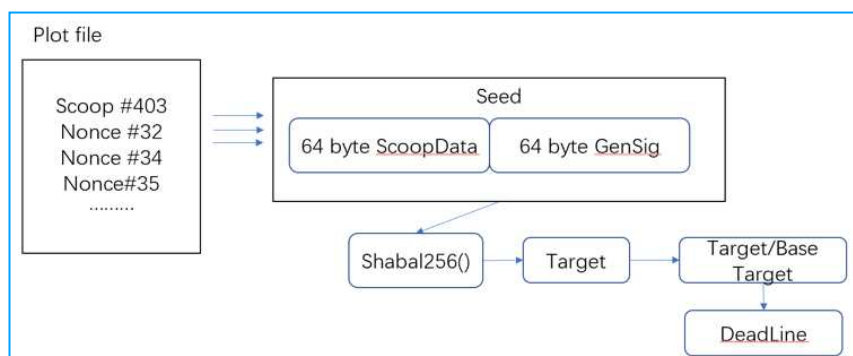 Plot file
Scoop #403
Nonce #32
Nonce #34
Nonce#35
.........
Seed
64 byte ScoopData
64 byte GenSig
Shabal256()
Target
Target/Base
Target
DeadLine